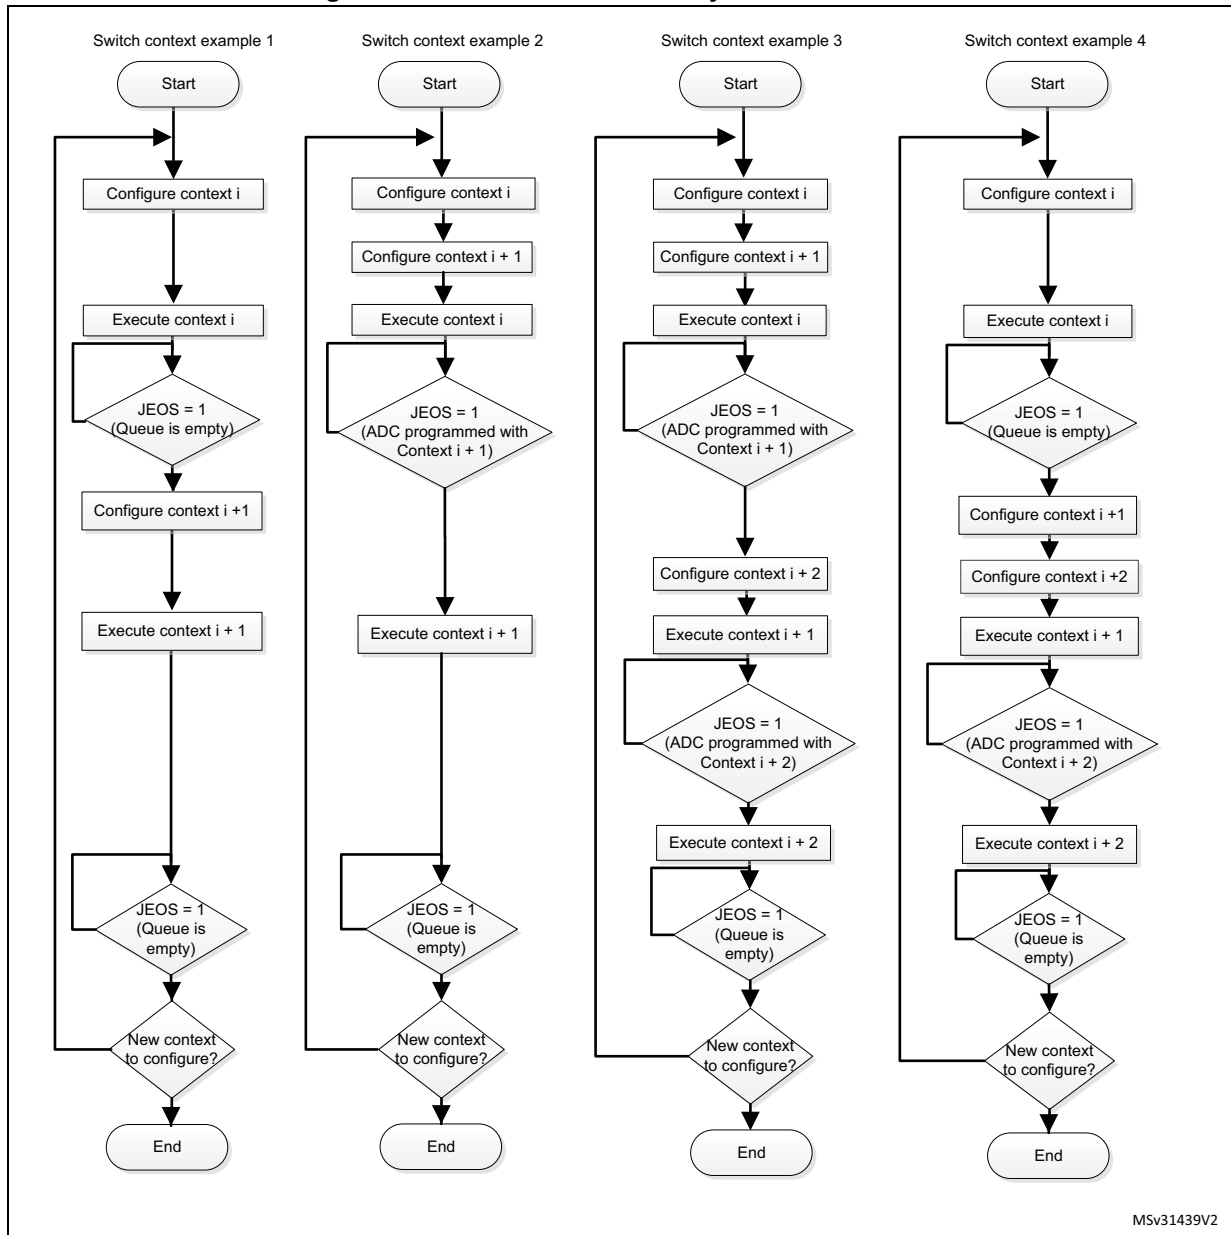 Switch context example 1
Start
Configure context i
Execute context i
JEOS = 1
(Queue is empty)
Configure context i +1
Execute context i + 1
JEOS = 1
(Queue is
empty)
New context
to configure?
End
Switch context example 2
Start
Configure context i
Configure context i + 1
Execute context i
JEOS = 1
(ADC programmed with
Context i + 1)
Execute context i + 1
JEOS = 1
(Queue is
empty)
New context
to configure?
End
Switch context example 3
Start
Configure context i
Configure context i + 1
Execute context i
JEOS = 1
(ADC programmed with
Context i + 1)
Configure context i + 2
Execute context i + 1
JEOS = 1
(ADC programmed with
Context i + 2)
Execute context i + 2
JEOS = 1
(Queue is
empty)
New context
to configure?
End
Switch context example 4
Start
Configure context i
Execute context i
JEOS = 1
(Queue is empty)
Configure context i +1
Configure context i +2
Execute context i + 1
JEOS = 1
(ADC programmed with
Context i + 2)
Execute context i + 2
JEOS = 1
(Queue is
empty)
New context
to configure?
End
MSv31439V2